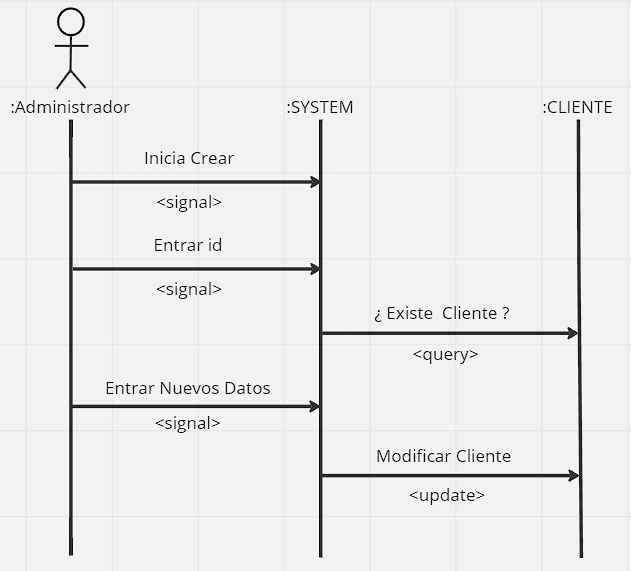 :Administrador :SYSTEM :CLIENTE
Inicia Crear
<signal>
Entrar id
<signal>
¿ Existe Cliente ?
<query>
Entrar Nuevos Datos
<signal>
Modificar Cliente
<update>